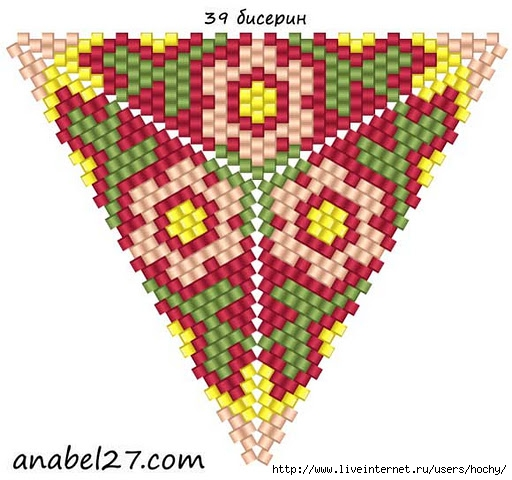 39 бисерин
anabel27.com
http://www.liveinternet.ru/users/hochy/